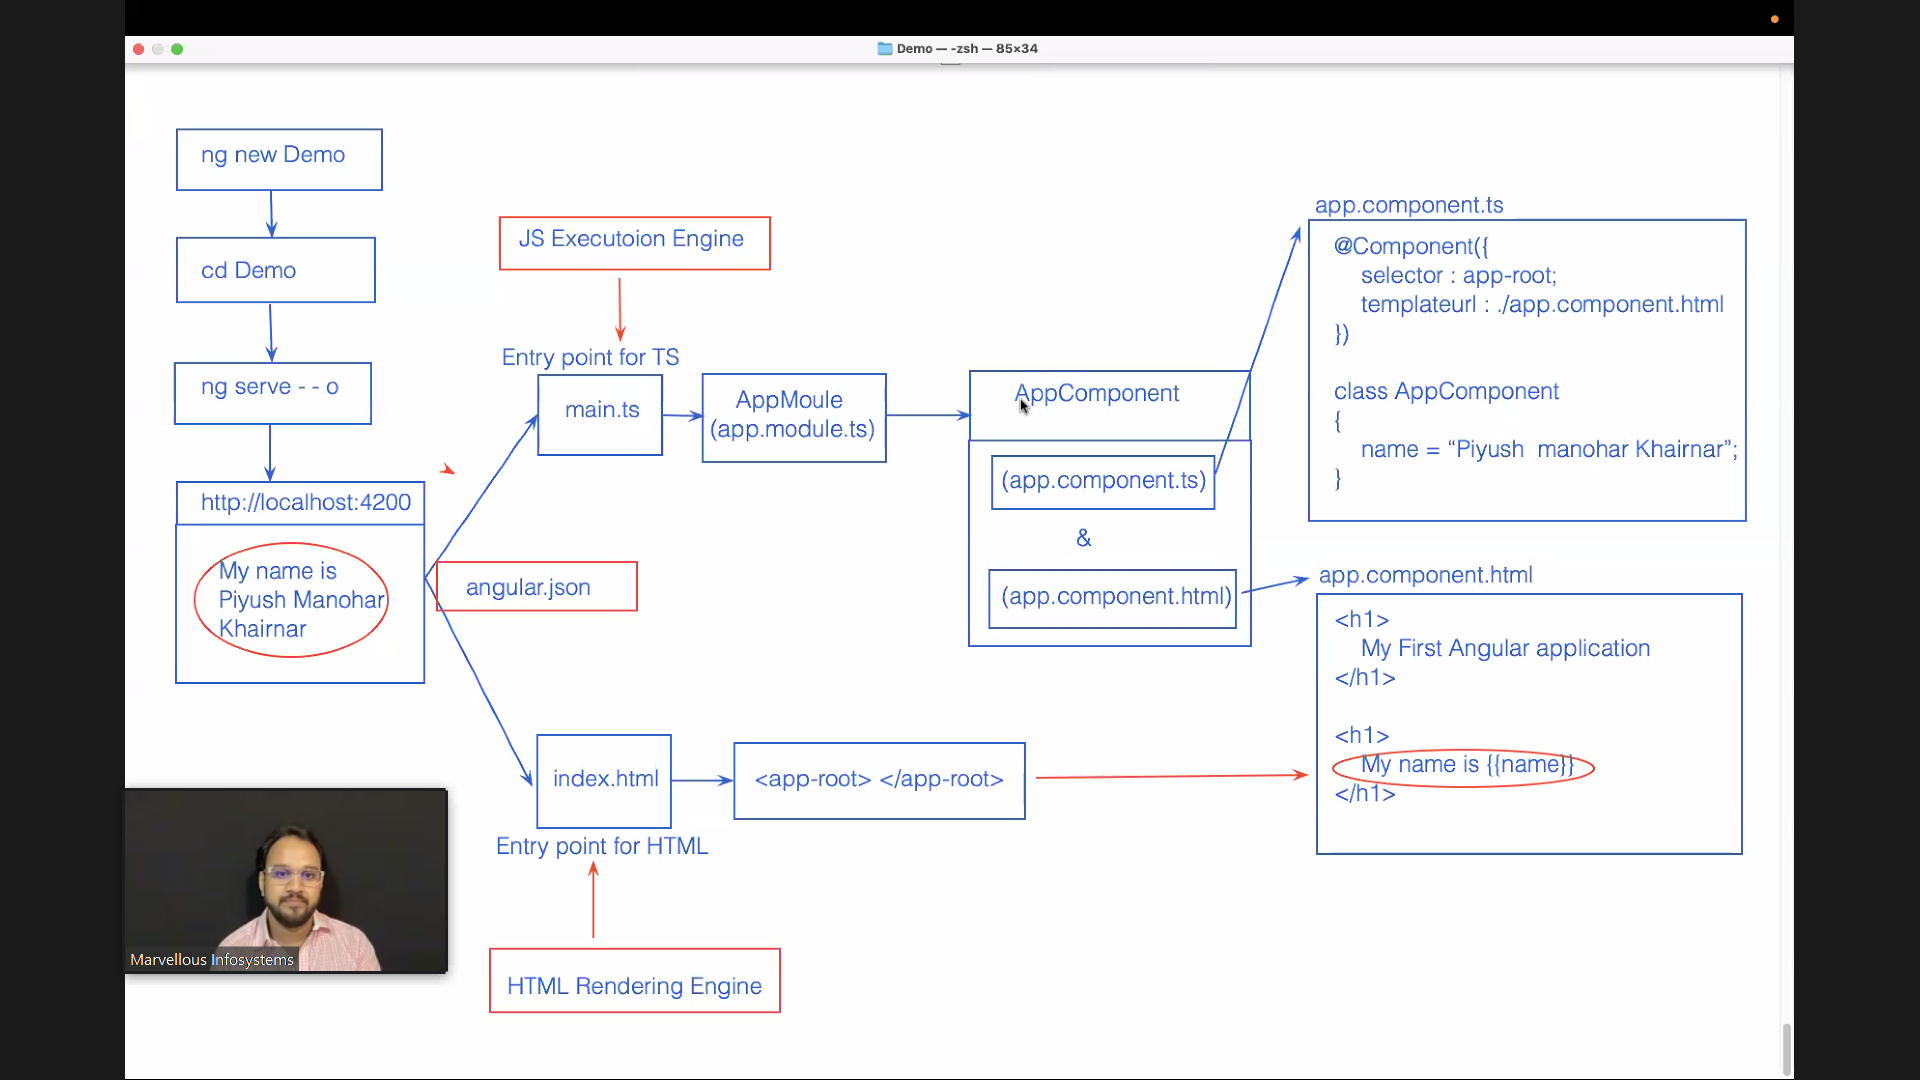 Demo — -zsh — 85×34
ng new Demo
cd Demo
ng serve - - o
http://localhost:4200
My name is
Piyush Manohar
Khairnar
JS Executoion Engine
Entry point for TS
main.ts
AppMoule
(app.module.ts)
AppComponent
(app.component.ts)
&
(app.component.html)
angular.json
index.html
Entry point for HTML
<app-root> </app-root>
HTML Rendering Engine
app.component.ts
@Component({
selector : app-root;
templateurl : ./app.component.html
})
class AppComponent
{
name = “Piyush manohar Khairnar”;
}
app.component.html
<h1>
My First Angular application
</h1>
<h1>
My name is {{name}}
</h1>
Marvellous Infosystems